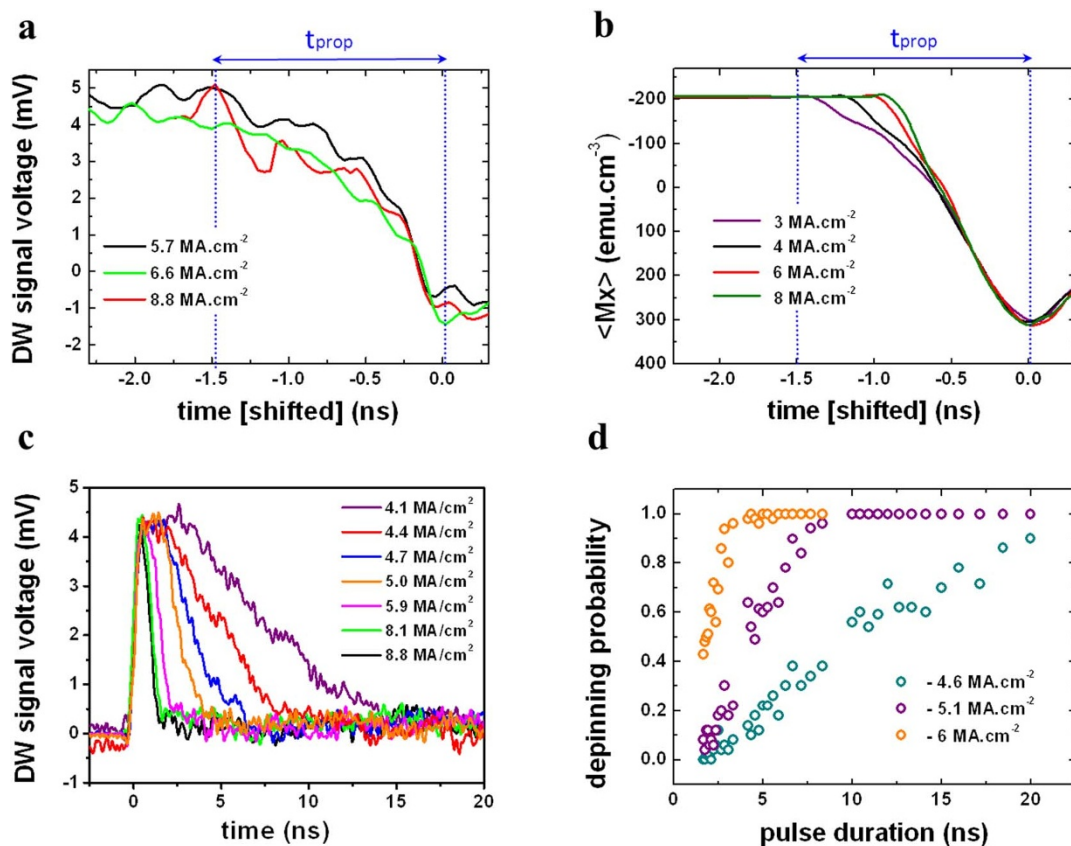 a
t_prop
DW signal voltage (mV)
5
4
3
2
1
0
-1
-2
5.7 MA.cm⁻²
6.6 MA.cm⁻²
8.8 MA.cm⁻²
-2.0 -1.5 -1.0 -0.5 0.0
time [shifted] (ns)
b
t_prop
<Mx> (emu.cm⁻³)
-200
-100
0
100
200
300
400
3 MA.cm⁻²
4 MA.cm⁻²
6 MA.cm⁻²
8 MA.cm⁻²
-2.0 -1.5 -1.0 -0.5 0.0
time [shifted] (ns)
c
DW signal voltage (mV)
5
4
3
2
1
0
-1
4.1 MA/cm²
4.4 MA/cm²
4.7 MA/cm²
5.0 MA/cm²
5.9 MA/cm²
8.1 MA/cm²
8.8 MA/cm²
0 5 10 15 20
time (ns)
d
depinning probability
1.0
0.8
0.6
0.4
0.2
0.0
- 4.6 MA.cm⁻²
- 5.1 MA.cm⁻²
- 6 MA.cm⁻²
0 5 10 15 20
pulse duration (ns)